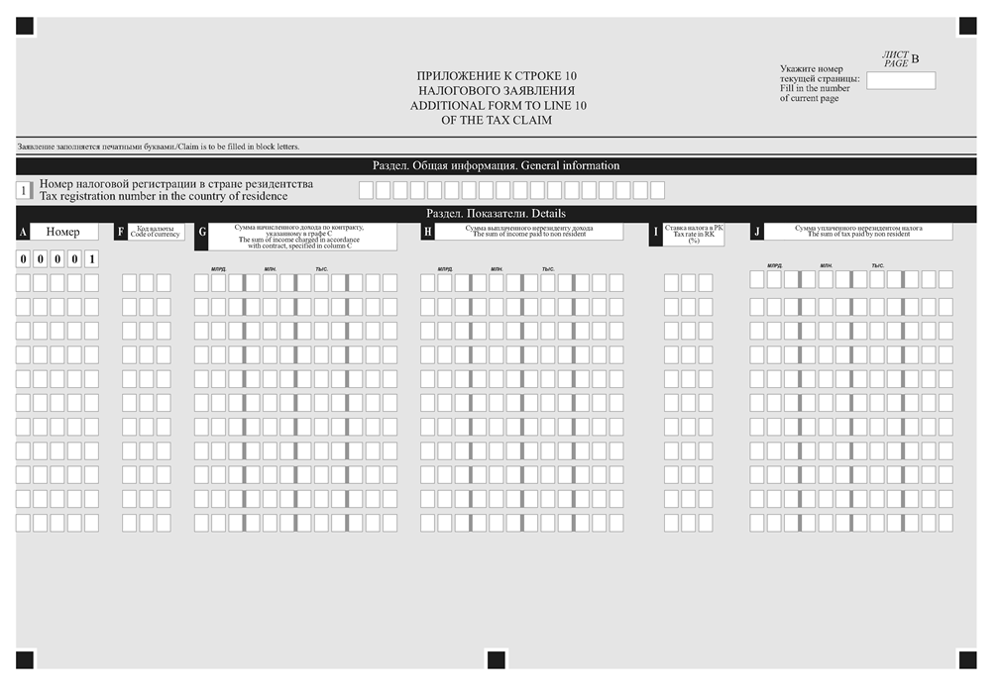 ЛИСТ
PAGE B
Укажите номер
текущей страницы:
Fill in the number
of current page
ПРИЛОЖЕНИЕ К СТРОКЕ 10
НАЛОГОВОГО ЗАЯВЛЕНИЯ
ADDITIONAL FORM TO LINE 10
OF THE TAX CLAIM
Заявление заполняется печатными буквами./Claim is to be filled in block letters.
Раздел. Общая информация. General information
1 Номер налоговой регистрации в стране резидентства
Tax registration number in the country of residence
Раздел. Показатели. Details
A Номер
F Код валюты
Code of currency
G Сумма начисленного дохода по контракту,
указанному в графе C
The sum of income charged in accordance
with contract, specified in column C
H Сумма выплаченного нерезиденту дохода
The sum of income paid to non resident
I Ставка налога в РК
Tax rate in RK
(%)
J Сумма уплаченного нерезидентом налога
The sum of tax paid by non resident
0 0 0 0 1
МЛРД. МЛН. ТЫС. МЛРД. МЛН. ТЫС. МЛРД. МЛН. ТЫС.